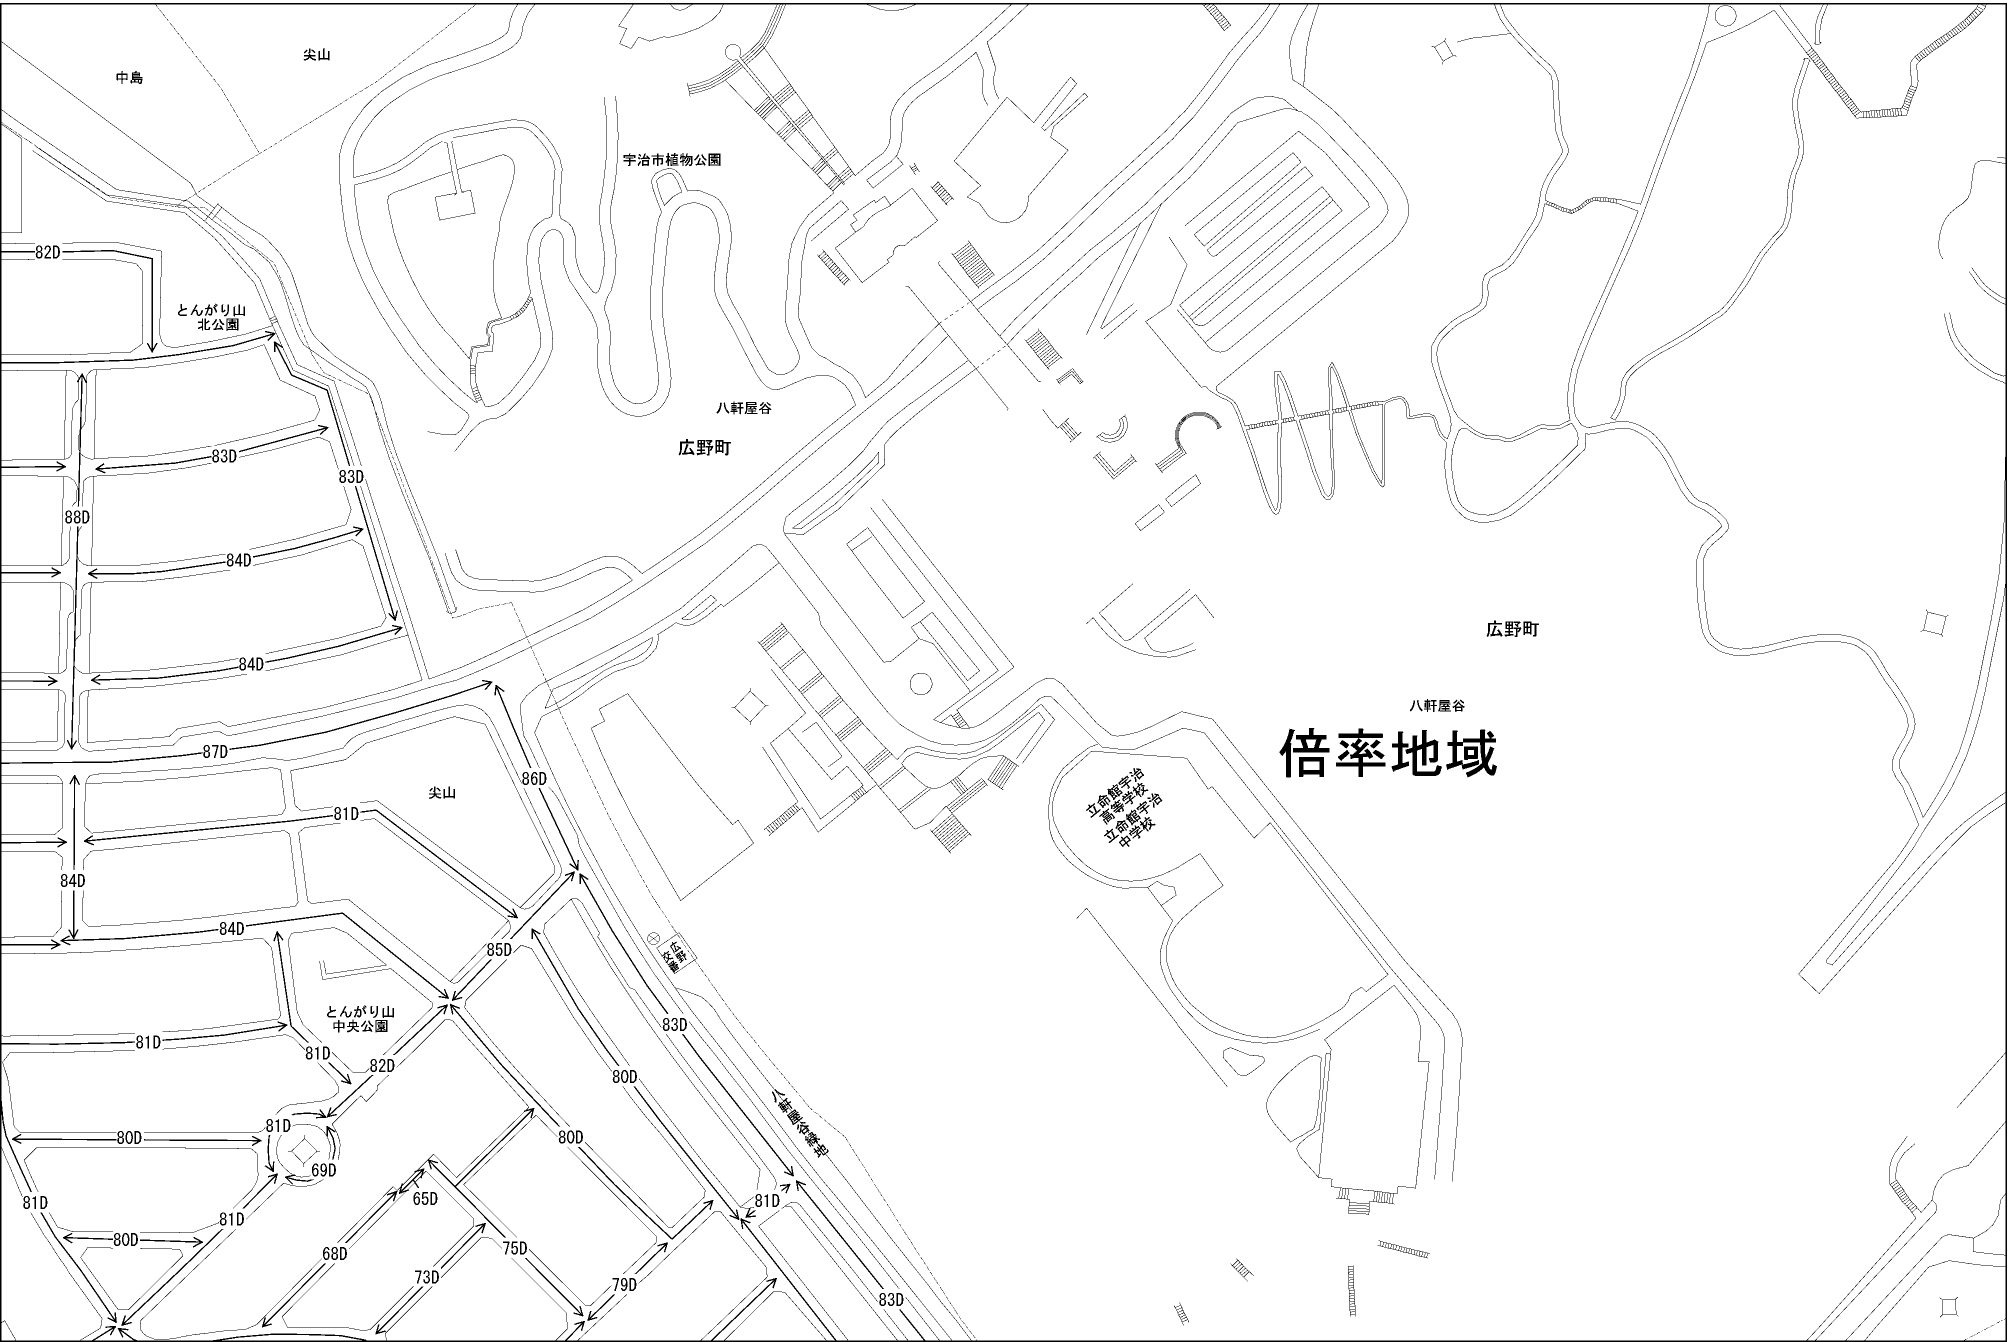 尖山
中島
宇治市植物公園
82D
とんがり山
北公園
八軒屋谷
広野町
83D
83D
88D
84D
広野町
84D
八軒屋谷
倍率地域
87D
86D
尖山
立命館宇治
高等学校
立命館宇治
中学校
81D
84D
84D
85D
広野
交番
とんがり山
中央公園
83D
81D
81D
82D
80D
八軒屋谷緑地
81D
80D
80D
69D
65D
81D
81D
81D
80D
68D
75D
73D
79D
83D